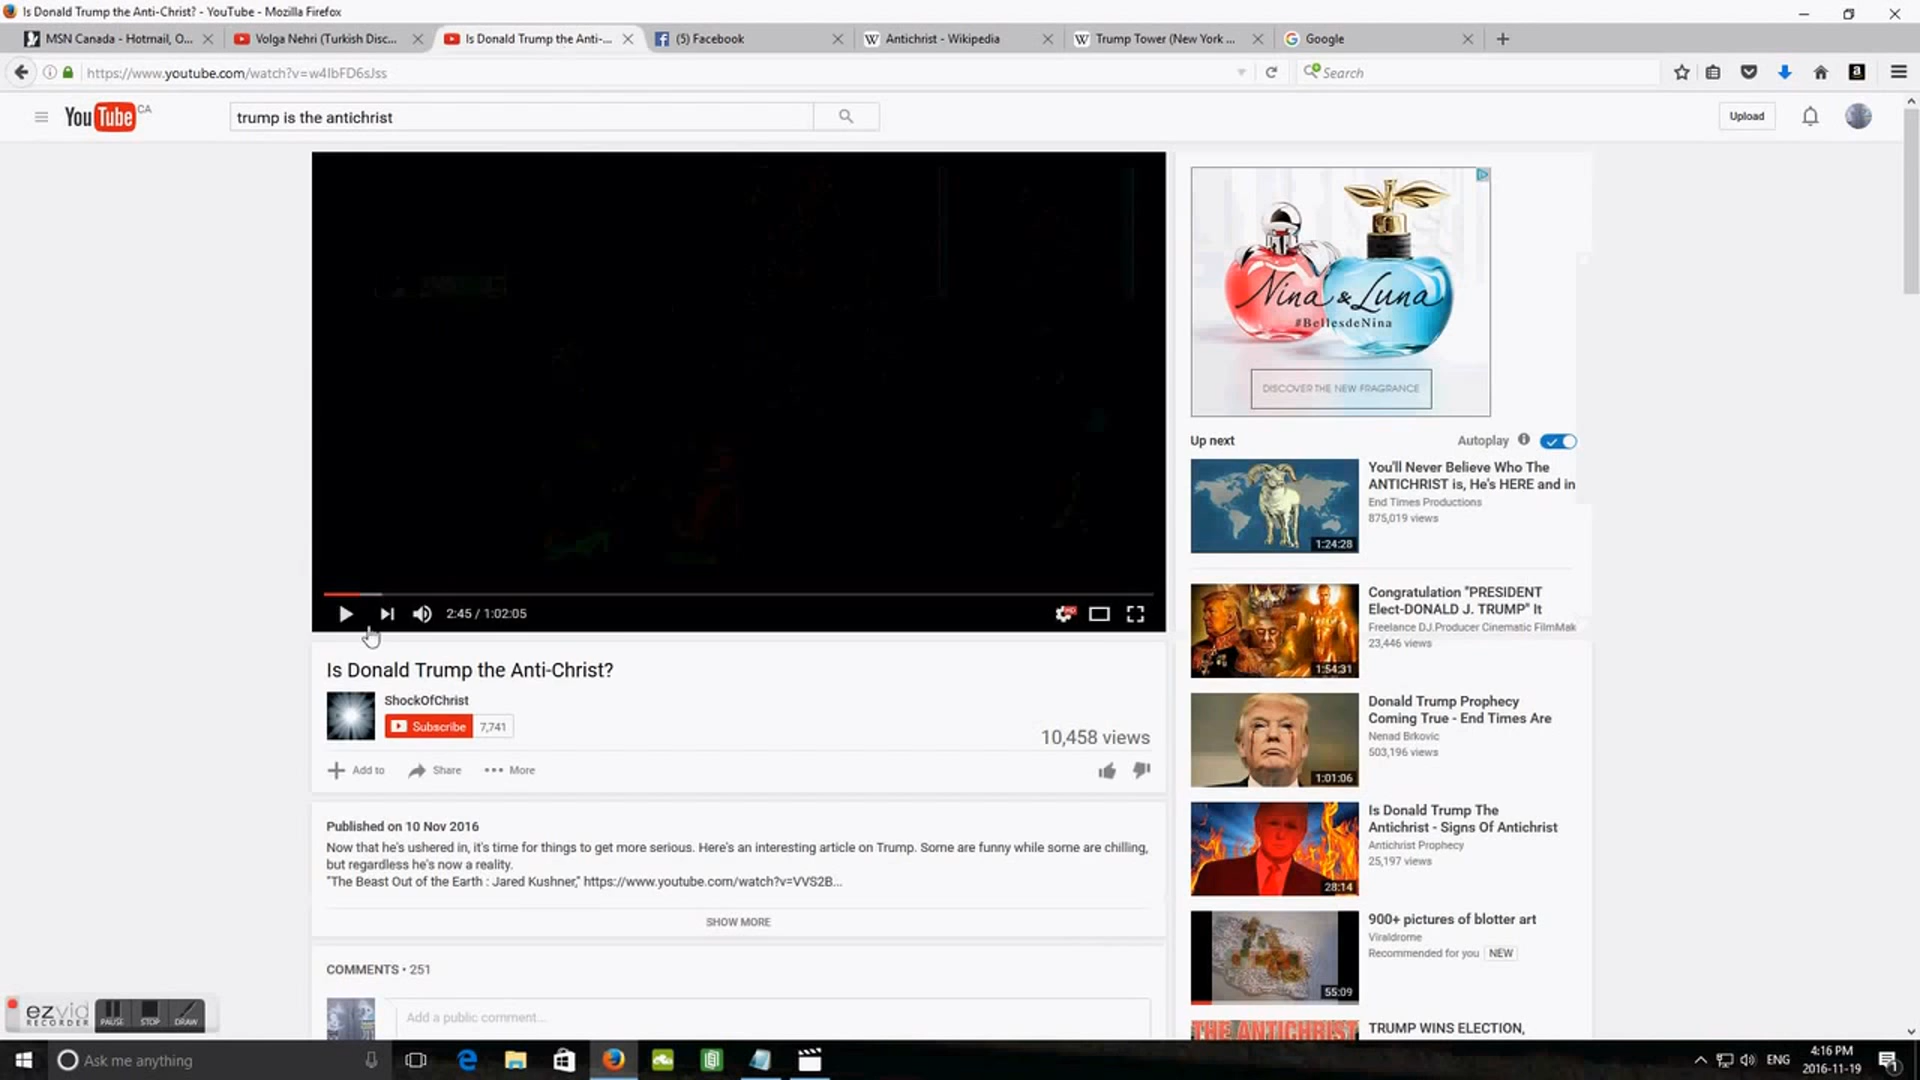 Is Donald Trump the Anti-Christ? - YouTube - Mozilla Firefox
MSN Canada - Hotmail, O...
Volga Nehri (Turkish Disc...
Is Donald Trump the Anti-...
(5) Facebook
Antichrist - Wikipedia
Trump Tower (New York ...
Google
https://www.youtube.com/watch?v=w4IbFD6sJss
Search
YouTube CA
trump is the antichrist
Upload
Nina & Luna
#BellesdeNina
DISCOVER THE NEW FRAGRANCE
Up next
Autoplay
You'll Never Believe Who The
ANTICHRIST is, He's HERE and in
End Times Productions
875,019 views
1:24:28
Congratulation "PRESIDENT
Elect-DONALD J. TRUMP" It
Freelance DJ.Producer Cinematic FilmMak
23,446 views
1:54:31
2:45 / 1:02:05
HD
Is Donald Trump the Anti-Christ?
ShockOfChrist
Subscribe 7,741
10,458 views
Add to
Share
More
Donald Trump Prophecy
Coming True - End Times Are
Nenad Brkovic
503,196 views
1:01:06
Is Donald Trump The
Antichrist - Signs Of Antichrist
Antichrist Prophecy
25,197 views
28:14
Published on 10 Nov 2016
Now that he's ushered in, it's time for things to get more serious. Here's an interesting article on Trump. Some are funny while some are chilling,
but regardless he's now a reality.
"The Beast Out of the Earth : Jared Kushner," https://www.youtube.com/watch?v=VVS2B...
SHOW MORE
900+ pictures of blotter art
Viraldrome
Recommended for you NEW
55:09
COMMENTS • 251
Add a public comment...
THE ANTICHRIST
TRUMP WINS ELECTION,
ezvid
RECORDER
PAUSE
STOP
DRAW
Ask me anything
ENG
4:16 PM
2016-11-19
1